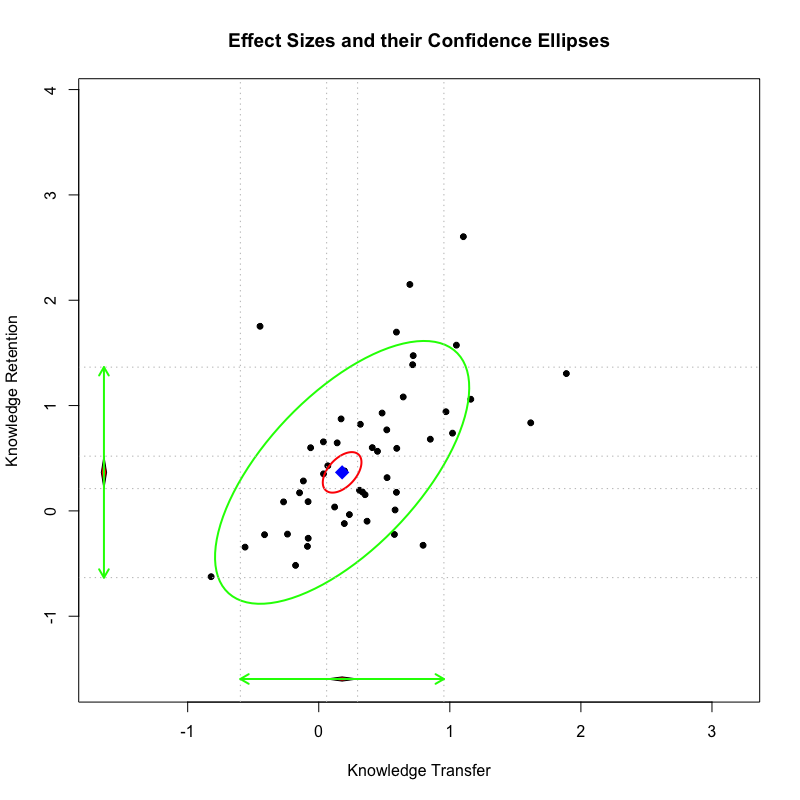 Effect Sizes and their Confidence Ellipses
4
3
2
1
0
-1
Knowledge Retention
-1 0 1 2 3
Knowledge Transfer